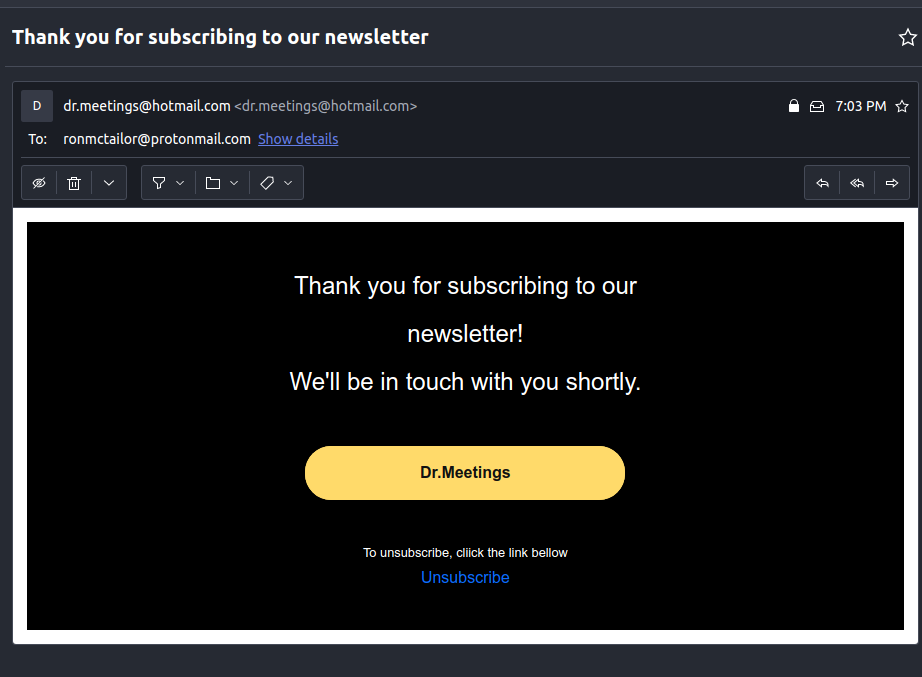 Thank you for subscribing to our newsletter
D
dr.meetings@hotmail.com <dr.meetings@hotmail.com>
7:03 PM
To: ronmctailor@protonmail.com Show details
Thank you for subscribing to our
newsletter!
We'll be in touch with you shortly.
Dr.Meetings
To unsubscribe, cliick the link bellow
Unsubscribe